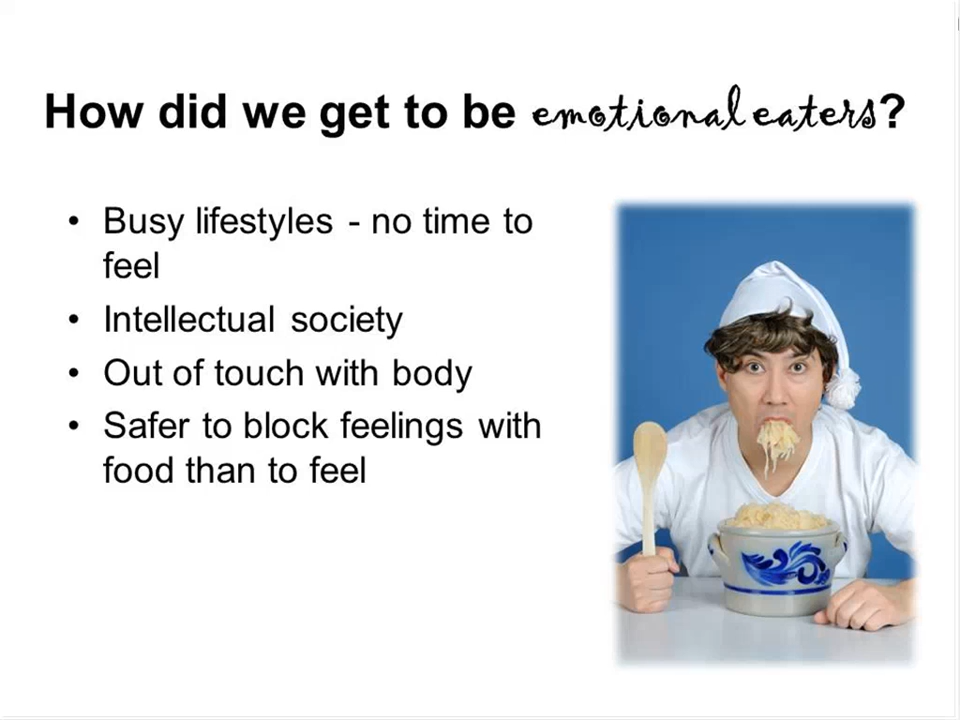 How did we get to be emotional eaters?
• Busy lifestyles - no time to
feel
• Intellectual society
• Out of touch with body
• Safer to block feelings with
food than to feel